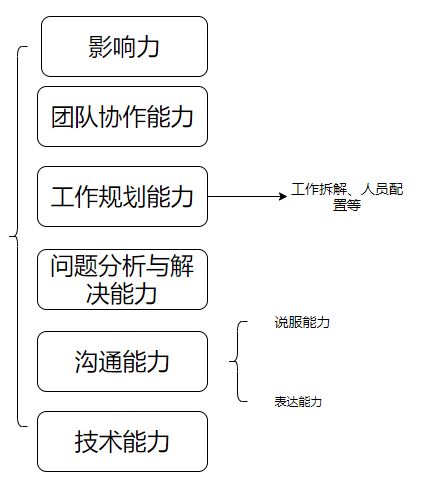 影响力
团队协作能力
工作规划能力
工作拆解、人员配
置等
问题分析与解
决能力
说服能力
沟通能力
表达能力
技术能力